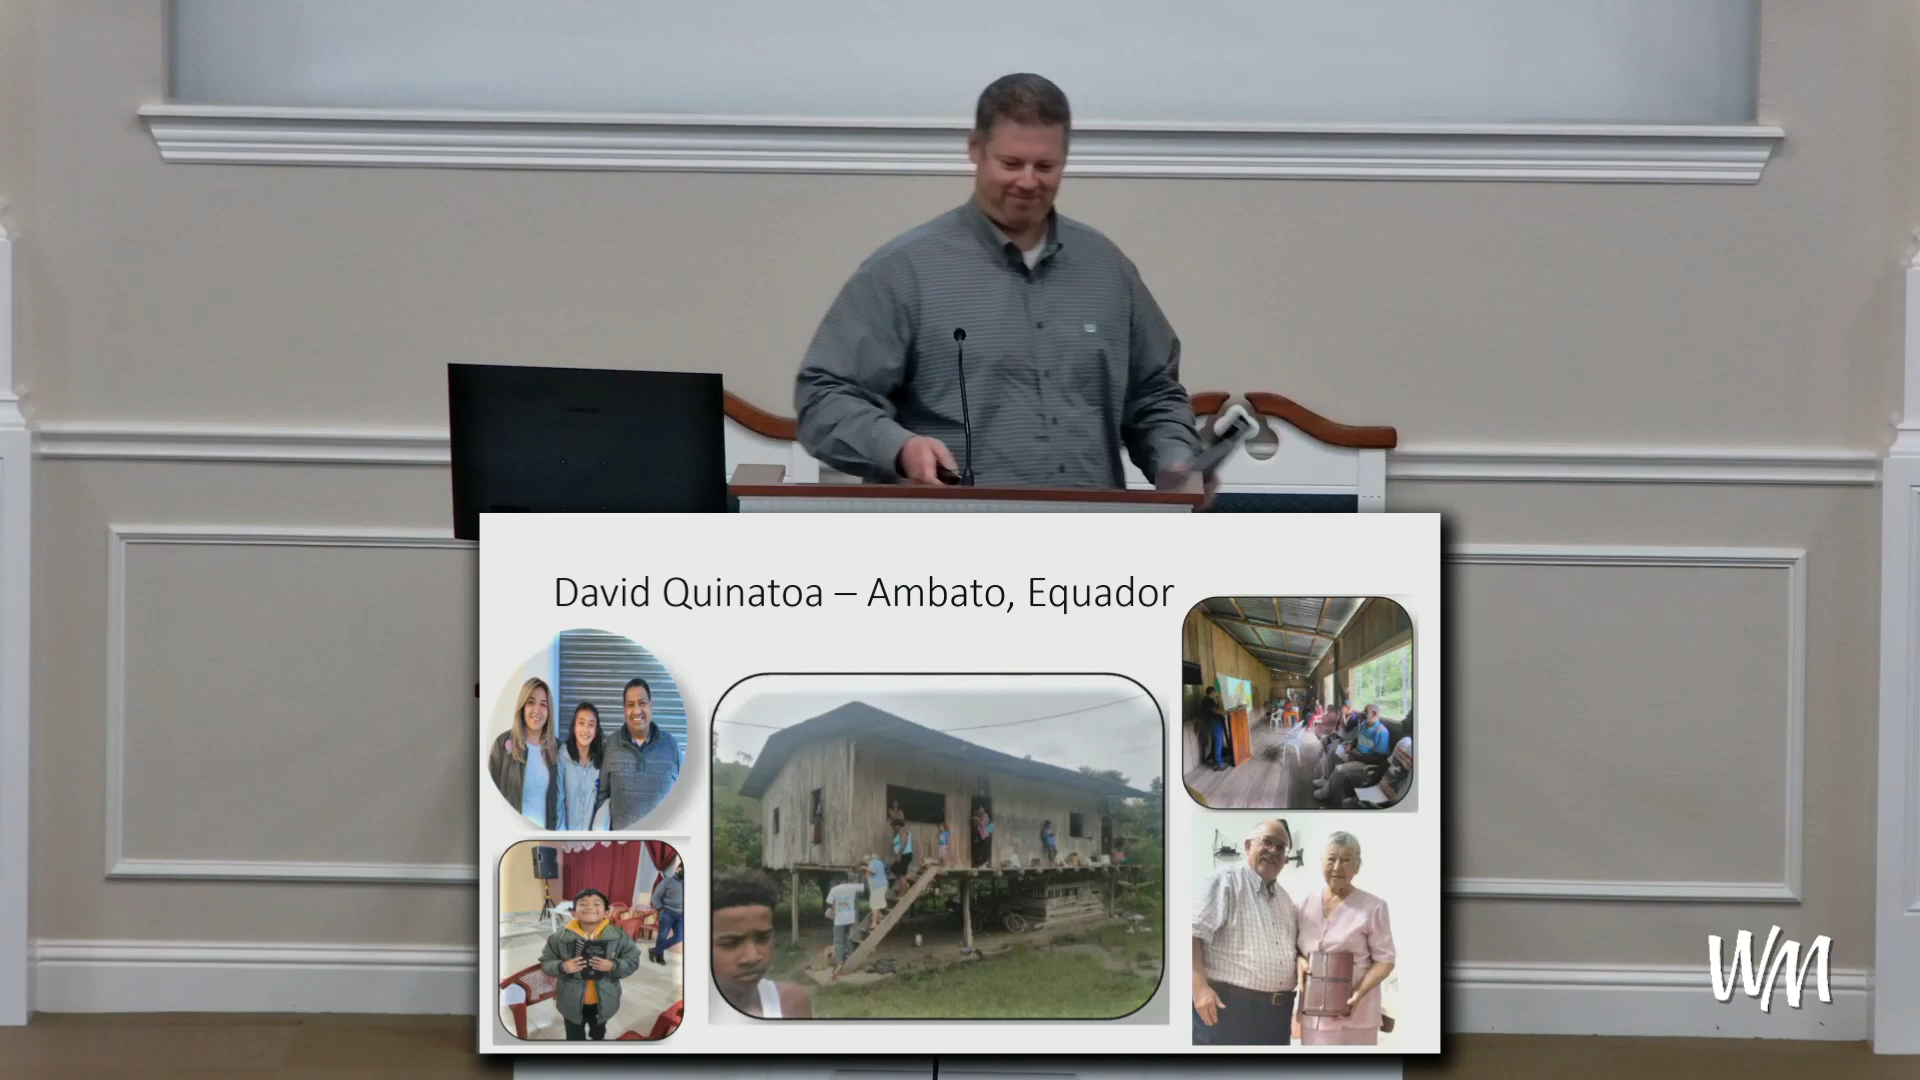 David Quinatoa – Ambato, Equador
WM